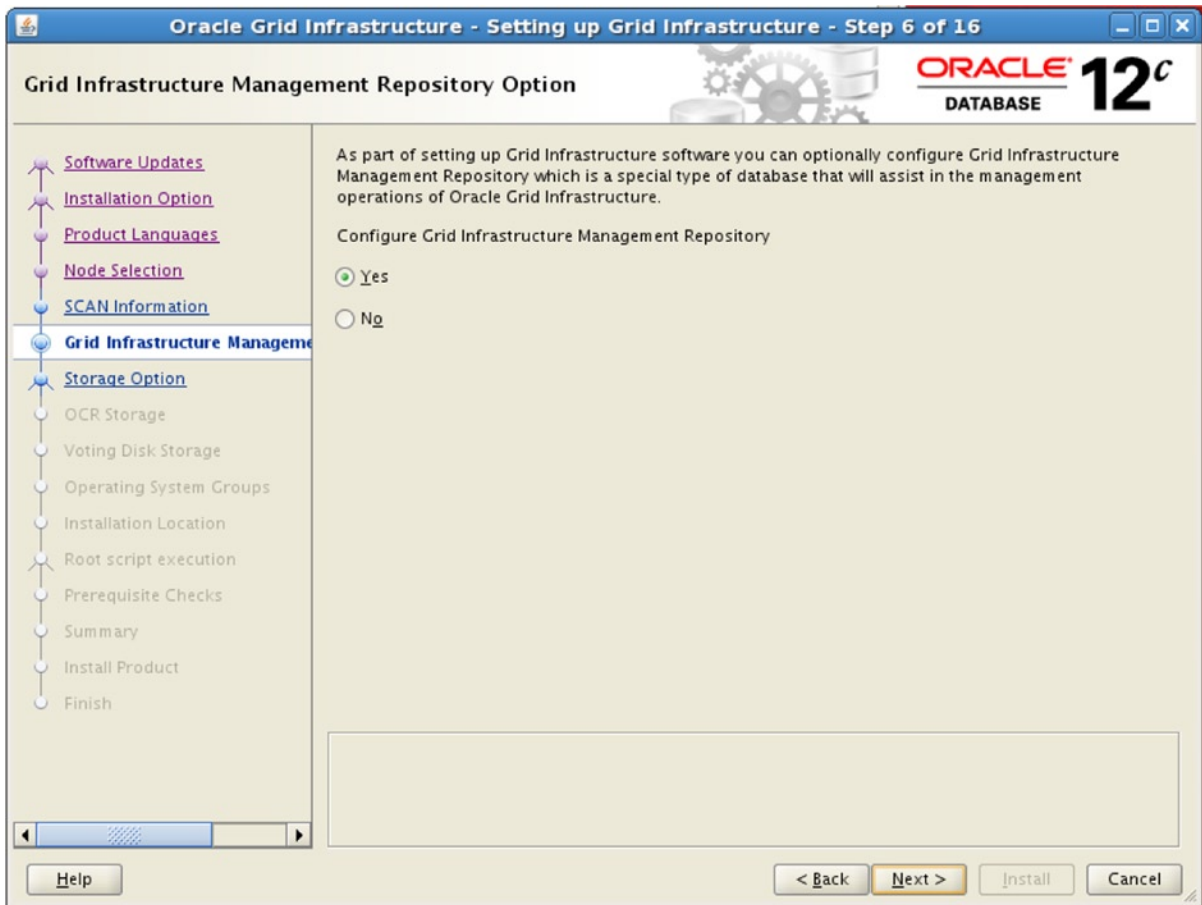 Oracle Grid Infrastructure - Setting up Grid Infrastructure - Step 6 of 16
Grid Infrastructure Management Repository Option
ORACLE
DATABASE
12c
Software Updates
Installation Option
Product Languages
Node Selection
SCAN Information
Grid Infrastructure Manageme
Storage Option
OCR Storage
Voting Disk Storage
Operating System Groups
Installation Location
Root script execution
Prerequisite Checks
Summary
Install Product
Finish
As part of setting up Grid Infrastructure software you can optionally configure Grid Infrastructure
Management Repository which is a special type of database that will assist in the management
operations of Oracle Grid Infrastructure.
Configure Grid Infrastructure Management Repository
Yes
No
Help
< Back
Next >
Install
Cancel